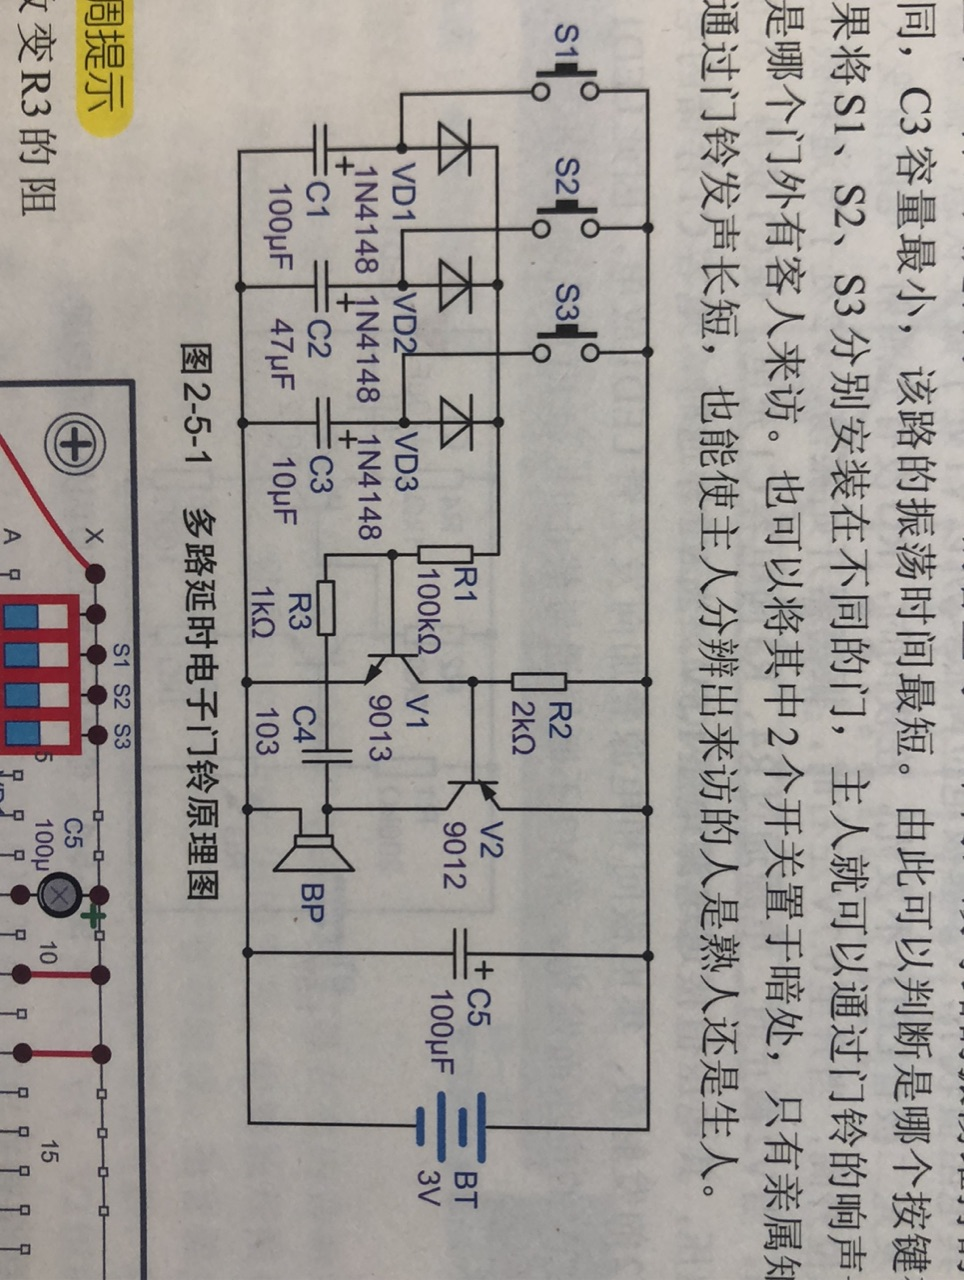 同，C3容量最小，该路的振荡时间最短。由此可以判断是哪个按键
果将S1、S2、S3分别安装在不同的门，主人就可以通过门铃的响声
是哪个门外有客人来访。也可以将其中2个开关置于暗处，只有亲属知
通过门铃发声长短，也能使主人分辨出来访的人是熟人还是生人。
S1
S2
S3
R2
2kΩ
V2
9012
R1
100kΩ
V1
9013
VD1
1N4148
VD2
1N4148
VD3
1N4148
C1
100μF
C2
47μF
C3
10μF
R3
1kΩ
C4
103
BP
C5
100μF
BT
3V
图2-5-1 多路延时电子门铃原理图
周提示
变R3的阻
X
S1 S2 S3
A
5
C5
100μ
10
15